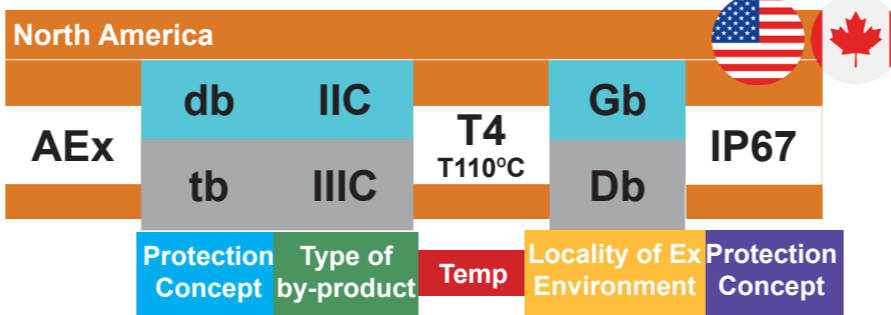 North America
AEx
db
IIC
tb
IIIC
T4
T110°C
Gb
Db
IP67
Protection
Concept
Type of
by-product
Temp
Locality of Ex
Environment
Protection
Concept